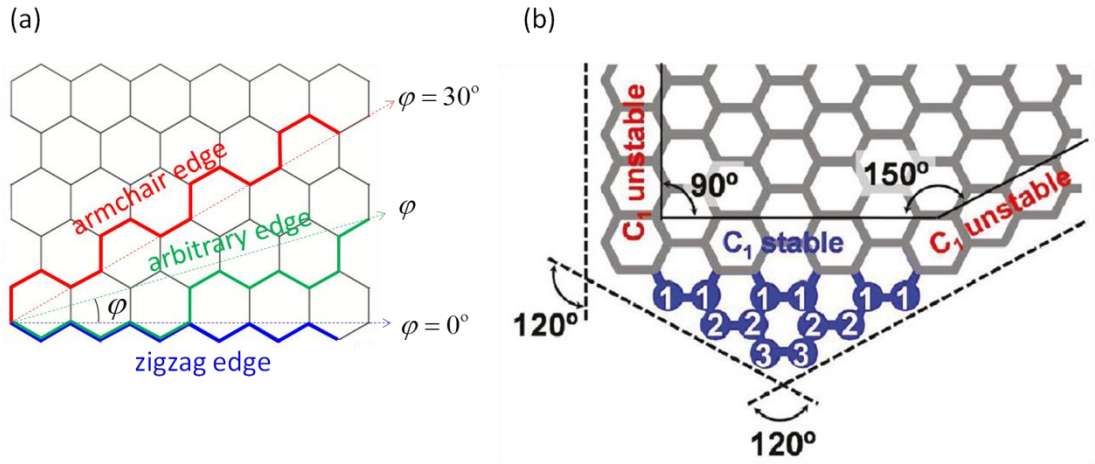 (a)
(b)
φ = 30°
armchair edge
φ
arbitrary edge
φ
φ = 0°
zigzag edge
C₁ unstable
90°
150°
C₁ stable
C₁ unstable
1 1 1 1 1 1
2 2 2 2
3 3
120°
120°